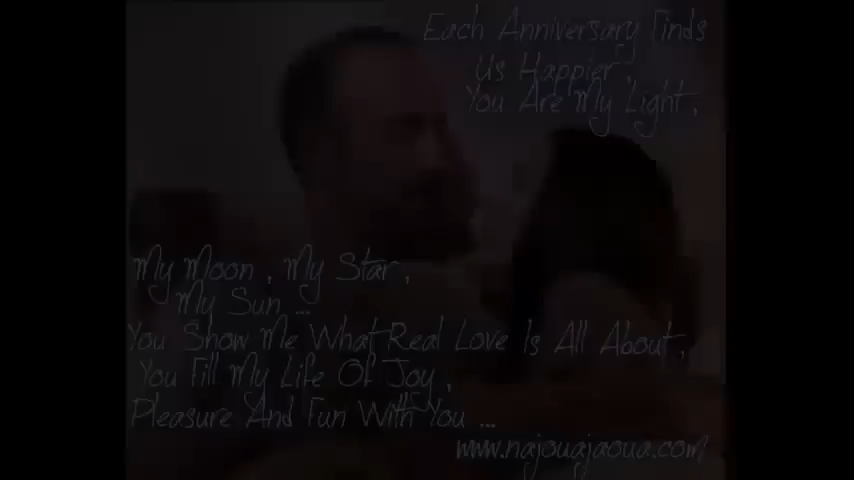 Each Anniversary Finds
Us Happier ,
You Are My Light ,
My Moon , My Star ,
My Sun ...
You Show Me What Real Love Is All About ,
You Fill My Life Of Joy ,
Pleasure And Fun With You ...
www.najouajaoua.com